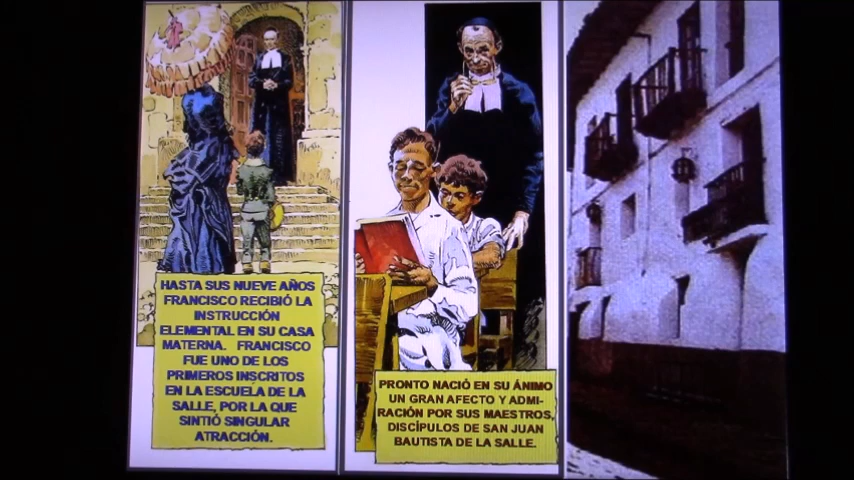 HASTA SUS NUEVE AÑOS
FRANCISCO RECIBIÓ LA
INSTRUCCIÓN
ELEMENTAL EN SU CASA
MATERNA. FRANCISCO
FUE UNO DE LOS
PRIMEROS INSCRITOS
EN LA ESCUELA DE LA
SALLE, POR LA QUE
SINTIÓ SINGULAR
ATRACCIÓN.
PRONTO NACIÓ EN SU ÁNIMO
UN GRAN AFECTO Y ADMI-
RACIÓN POR SUS MAESTROS,
DISCÍPULOS DE SAN JUAN
BAUTISTA DE LA SALLE.